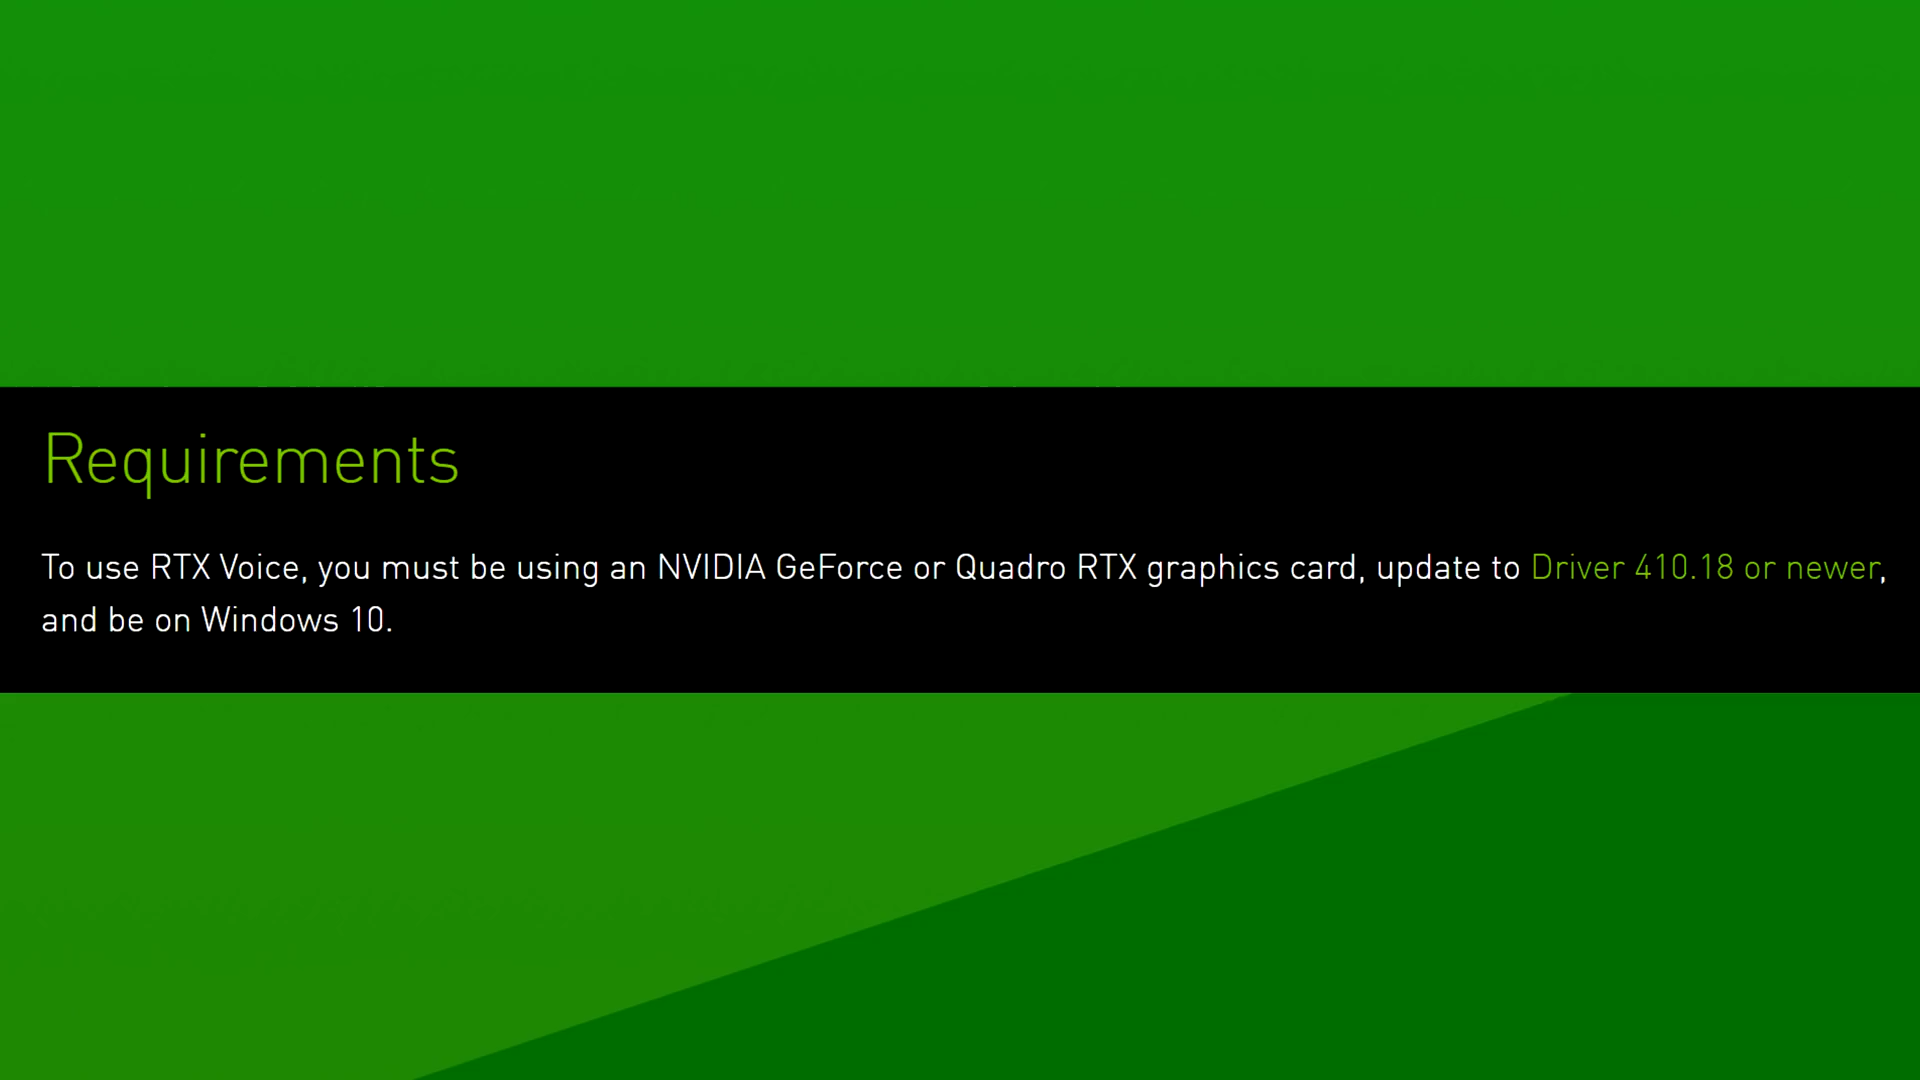 Requirements
To use RTX Voice, you must be using an NVIDIA GeForce or Quadro RTX graphics card, update to Driver 410.18 or newer,
and be on Windows 10.